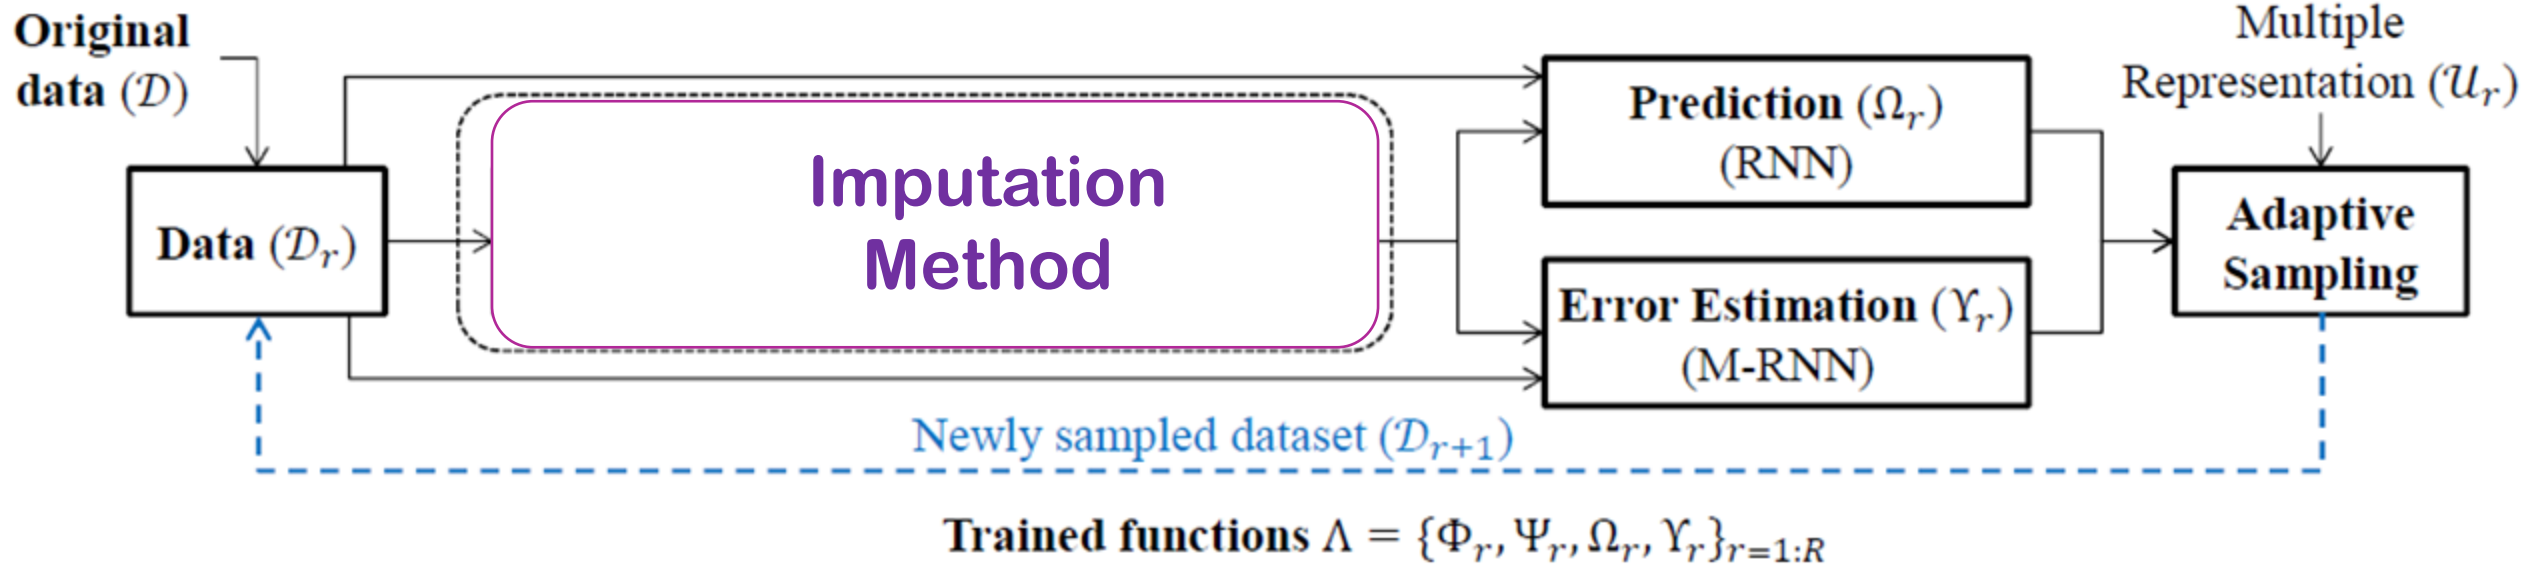 Original
data (𝒟)
Multiple
Representation (𝒰ᵣ)
Prediction (Ωᵣ)
(RNN)
Imputation
Method
Data (𝒟ᵣ)
Adaptive
Sampling
Error Estimation (ϒᵣ)
(M-RNN)
Newly sampled dataset (𝒟ᵣ₊₁)
Trained functions Λ = {Φᵣ, Ψᵣ, Ωᵣ, ϒᵣ}ᵣ₌₁:R